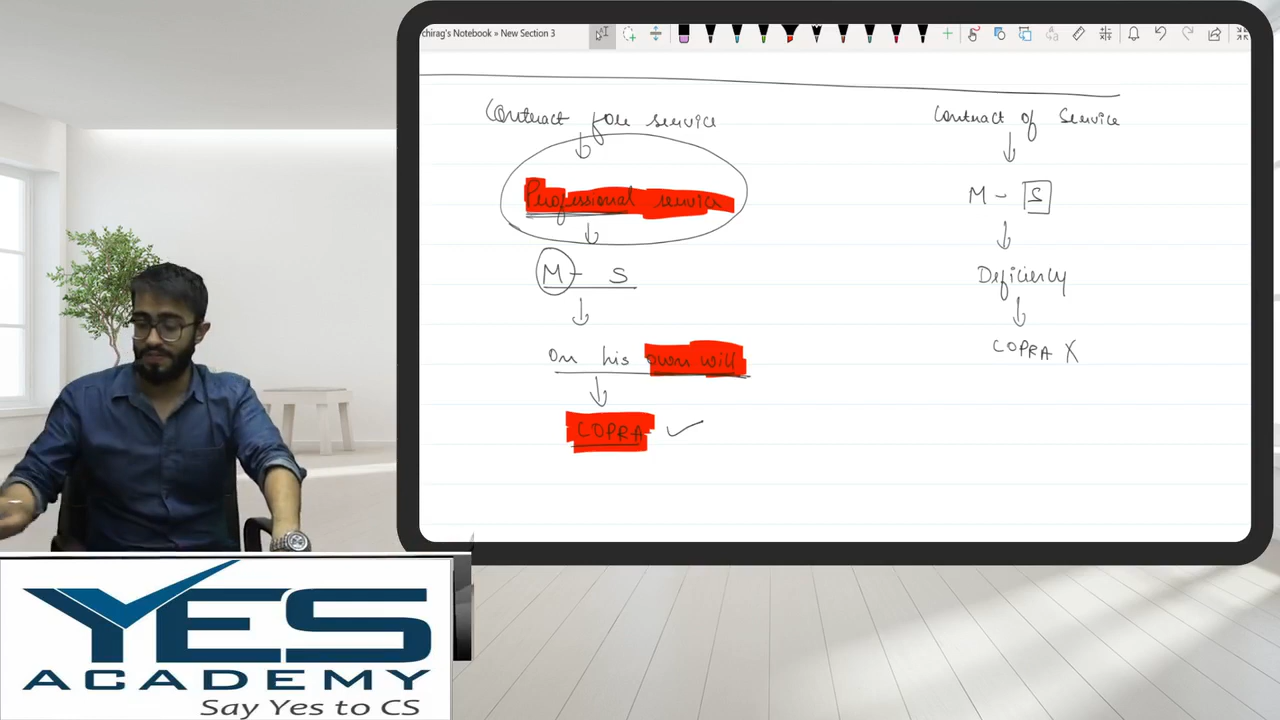 chirag's Notebook » New Section 3
Contract for service
Professional service
M - S
On his own will
COPRA ✓
Contract of Service
M - S
Deficiency
COPRA X
YES
ACADEMY
Say Yes to CS